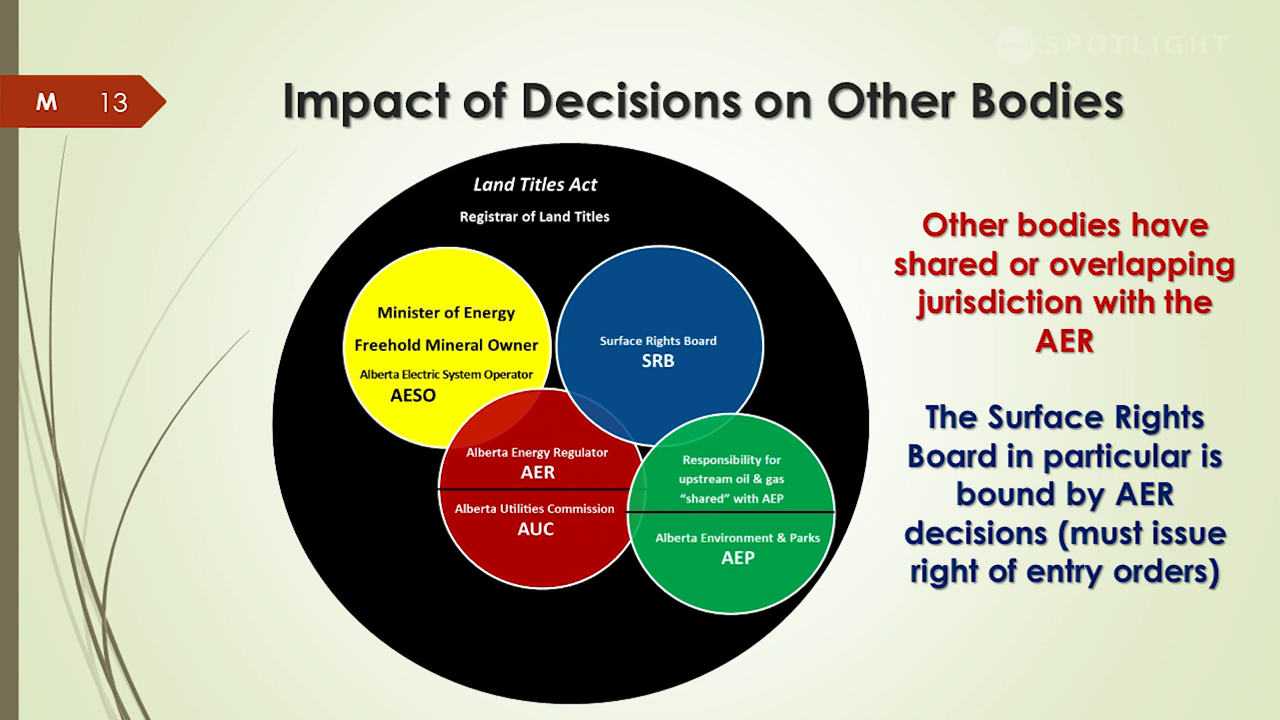 SPOTLIGHT
M 13
Impact of Decisions on Other Bodies
Land Titles Act
Registrar of Land Titles
Minister of Energy
Freehold Mineral Owner
Alberta Electric System Operator
AESO
Surface Rights Board
SRB
Alberta Energy Regulator
AER
Alberta Utilities Commission
AUC
Responsibility for
upstream oil & gas
“shared” with AEP
Alberta Environment & Parks
AEP
Other bodies have
shared or overlapping
jurisdiction with the
AER
The Surface Rights
Board in particular is
bound by AER
decisions (must issue
right of entry orders)